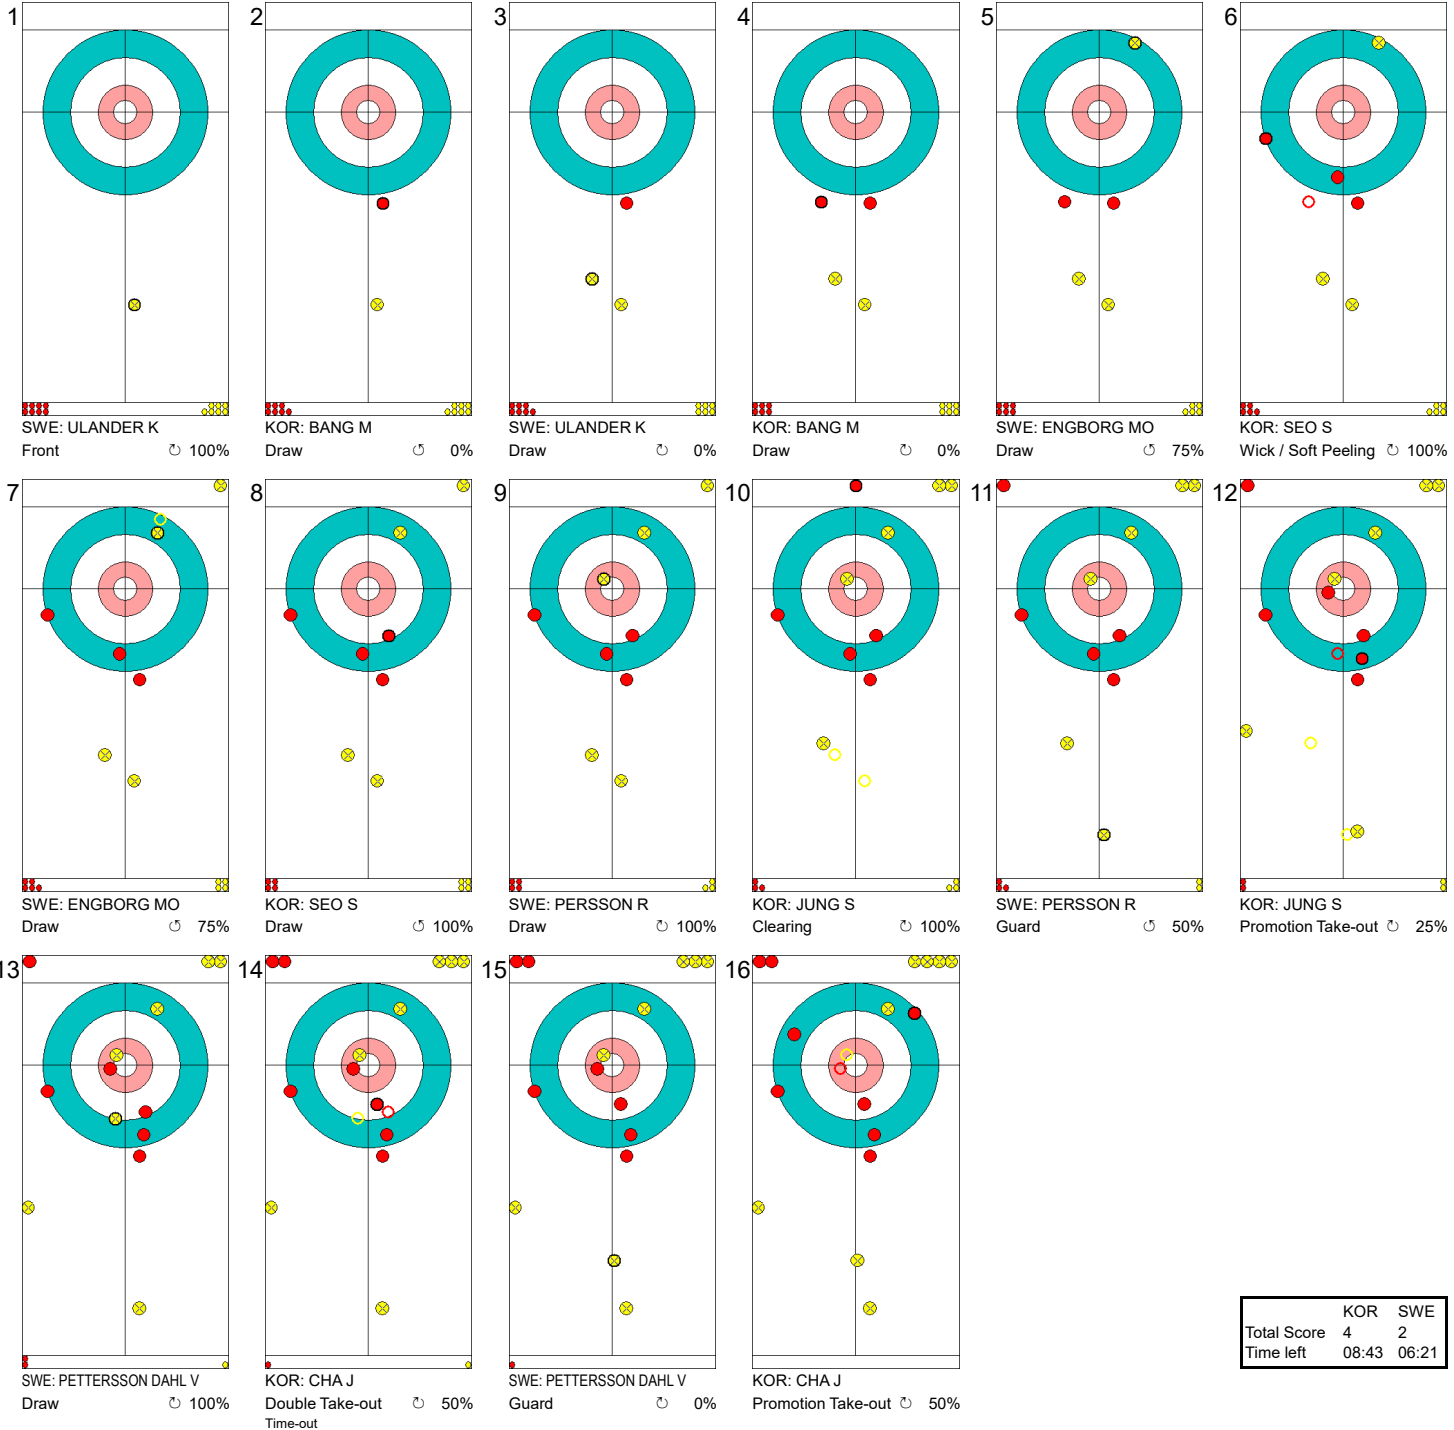 1 2 3 4 5 6
SWE: ULANDER K KOR: BANG M SWE: ULANDER K KOR: BANG M SWE: ENGBORG MO KOR: SEO S
Front 100% Draw 0% Draw 0% Draw 0% Draw 75% Wick / Soft Peeling 100%
7 8 9 10 11 12
SWE: ENGBORG MO KOR: SEO S SWE: PERSSON R KOR: JUNG S SWE: PERSSON R KOR: JUNG S
Draw 75% Draw 100% Draw 100% Clearing 100% Guard 50% Promotion Take-out 25%
13 14 15 16
SWE: PETTERSSON DAHL V KOR: CHA J SWE: PETTERSSON DAHL V KOR: CHA J
Draw 100% Double Take-out 50% Guard 0% Promotion Take-out 50%
Time-out
KOR SWE
Total Score 4 2
Time left 08:43 06:21